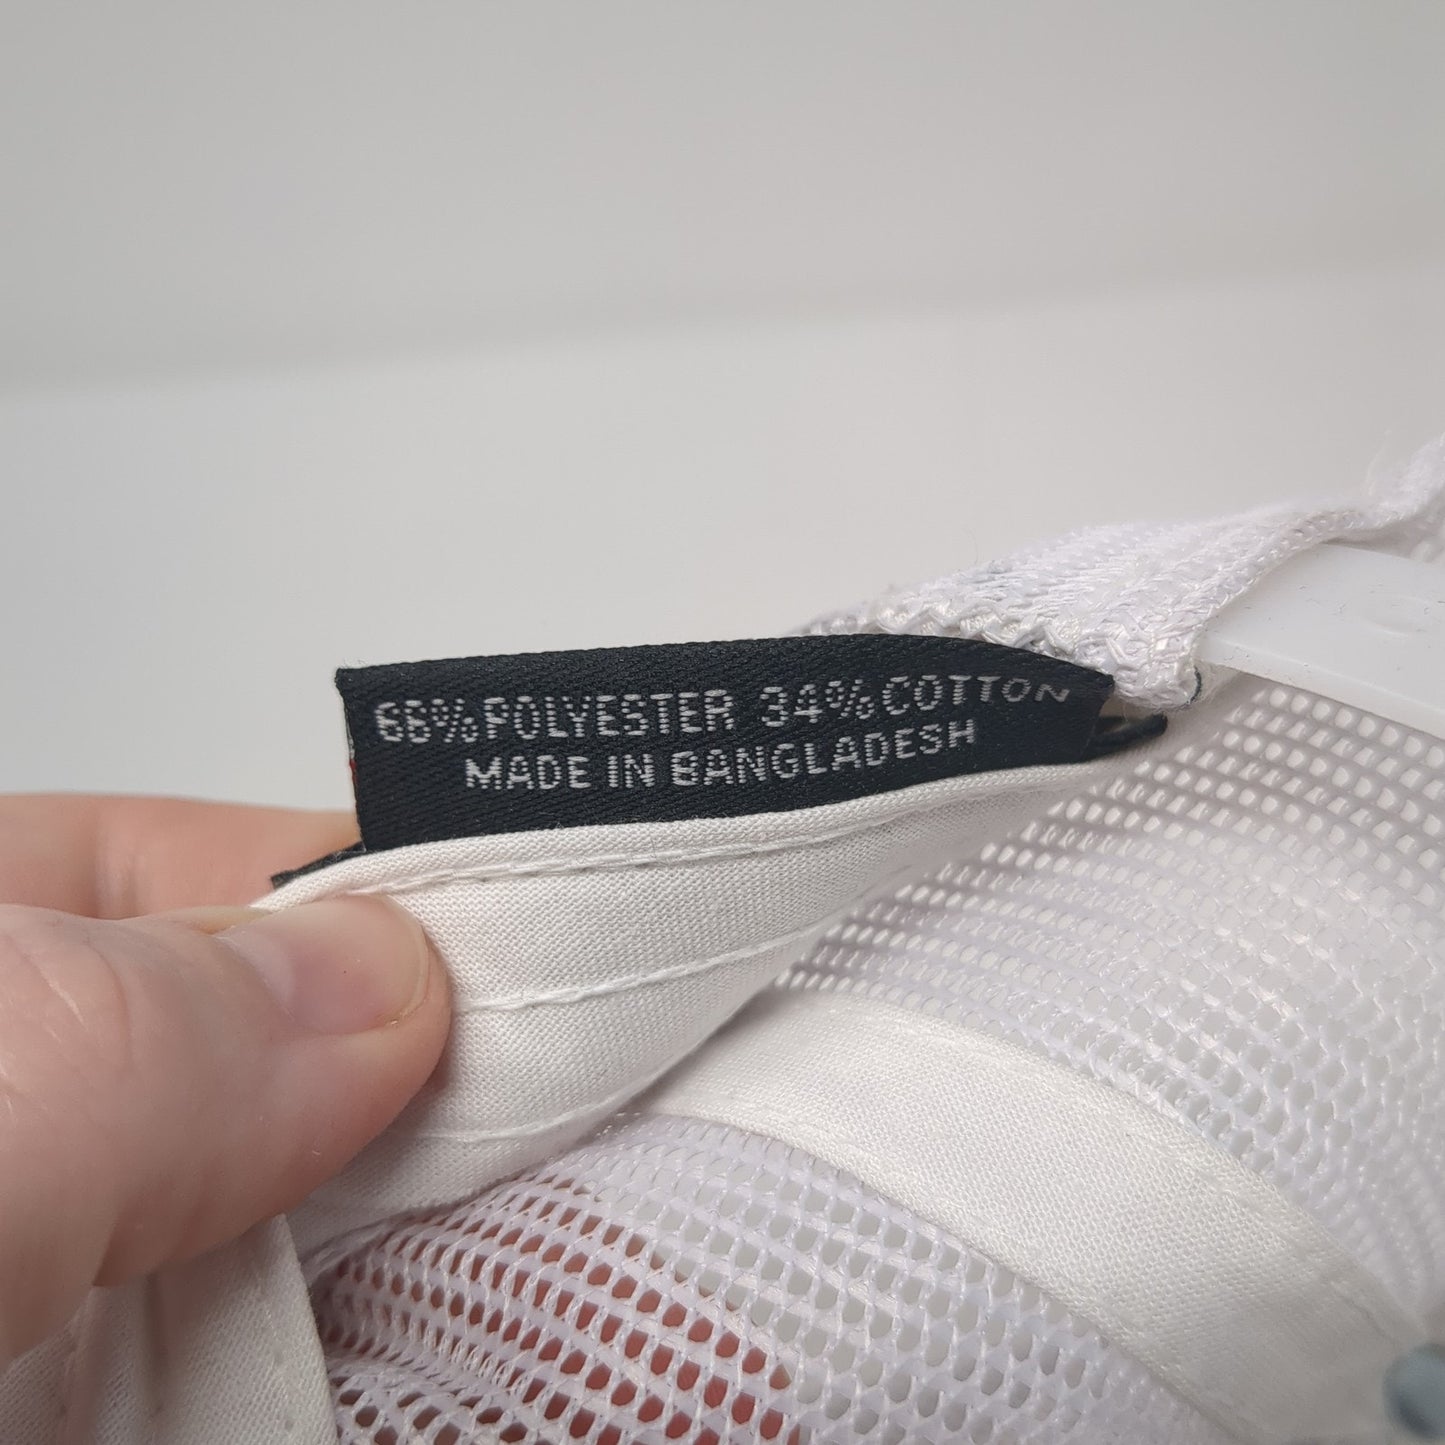 66% POLYESTER 34% COTTON
MADE IN BANGLADESH